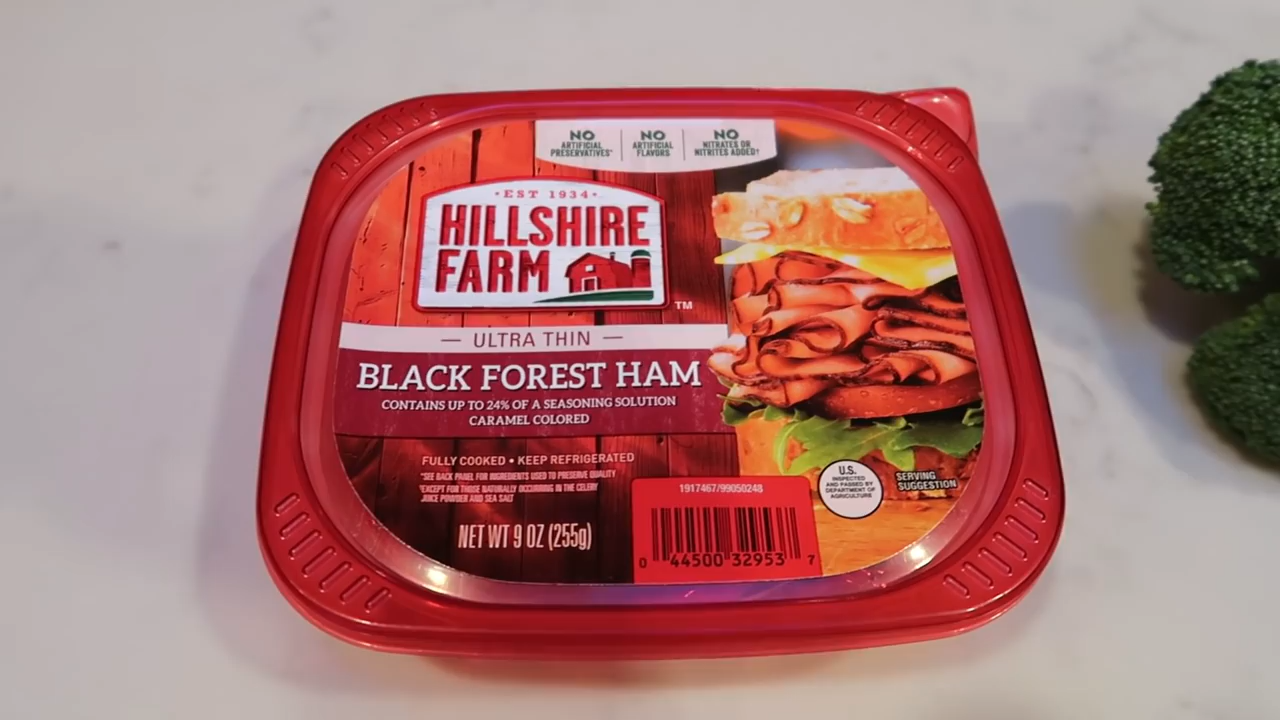 NO
ARTIFICIAL
PRESERVATIVES*
NO
ARTIFICIAL
FLAVORS
NO
NITRATES OR
NITRITES ADDED†
• EST 1934 •
HILLSHIRE
FARM
TM
— ULTRA THIN —
BLACK FOREST HAM
CONTAINS UP TO 24% OF A SEASONING SOLUTION
CARAMEL COLORED
FULLY COOKED • KEEP REFRIGERATED
*SEE BACK PANEL FOR INGREDIENTS USED TO PRESERVE QUALITY
†EXCEPT FOR THOSE NATURALLY OCCURRING IN THE CELERY
JUICE POWDER AND SEA SALT
NET WT 9 OZ (255g)
1917467/99050248
0 44500 32953 7
U.S.
INSPECTED
AND PASSED BY
DEPARTMENT OF
AGRICULTURE
SERVING
SUGGESTION